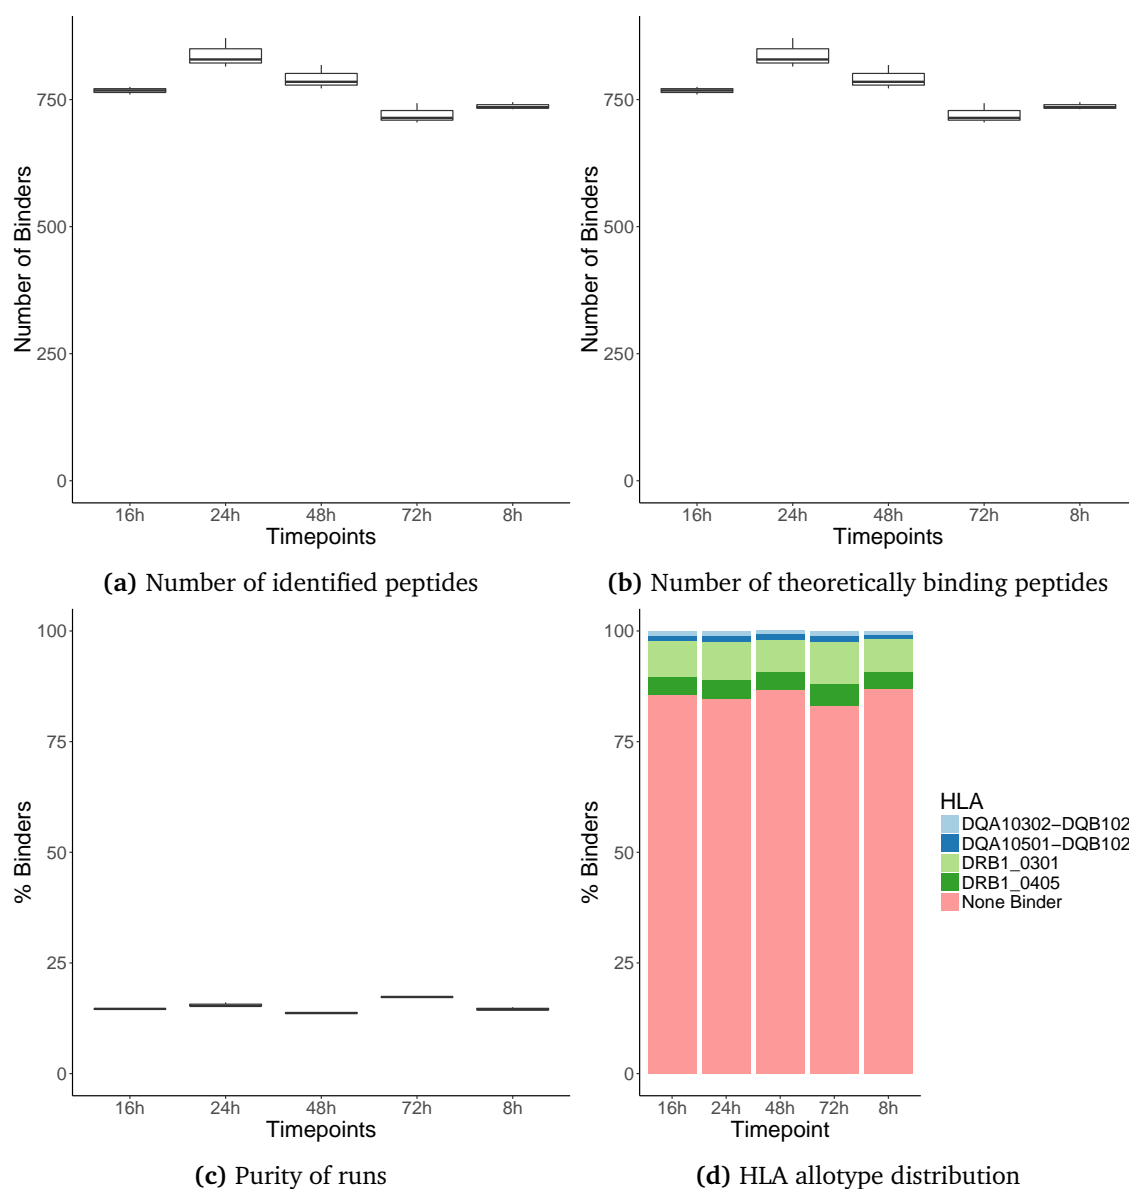 Number of Binders
750
500
250
0
16h 24h 48h 72h 8h
Timepoints
(a) Number of identified peptides
Number of Binders
750
500
250
0
16h 24h 48h 72h 8h
Timepoints
(b) Number of theoretically binding peptides
% Binders
100
75
50
25
0
16h 24h 48h 72h 8h
Timepoints
(c) Purity of runs
% Binders
100
75
50
25
0
16h 24h 48h 72h 8h
Timepoint
HLA
DQA10302−DQB102
DQA10501−DQB102
DRB1_0301
DRB1_0405
None Binder
(d) HLA allotype distribution